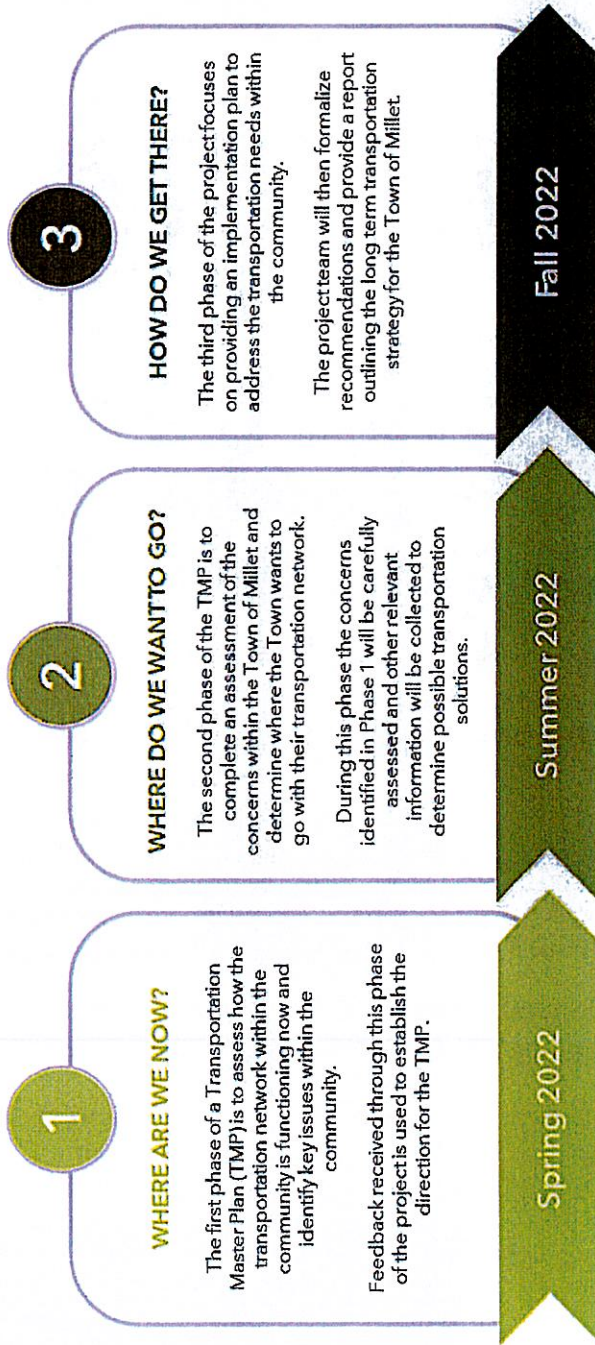 1
WHERE ARE WE NOW?
The first phase of a Transportation
Master Plan (TMP) is to assess how the
transportation network within the
community is functioning now and
identify key issues within the
community.
Feedback received through this phase
of the project is used to establish the
direction for the TMP.
Spring 2022
2
WHERE DO WE WANT TO GO?
The second phase of the TMP is to
complete an assessment of the
concerns within the Town of Millet and
determine where the Town wants to
go with their transportation network.
During this phase the concerns
identified in Phase 1 will be carefully
assessed and other relevant
information will be collected to
determine possible transportation
solutions.
Summer 2022
3
HOW DO WE GET THERE?
The third phase of the project focuses
on providing an implementation plan to
address the transportation needs within
the community.
The project team will then formalize
recommendations and provide a report
outlining the long term transportation
strategy for the Town of Millet.
Fall 2022